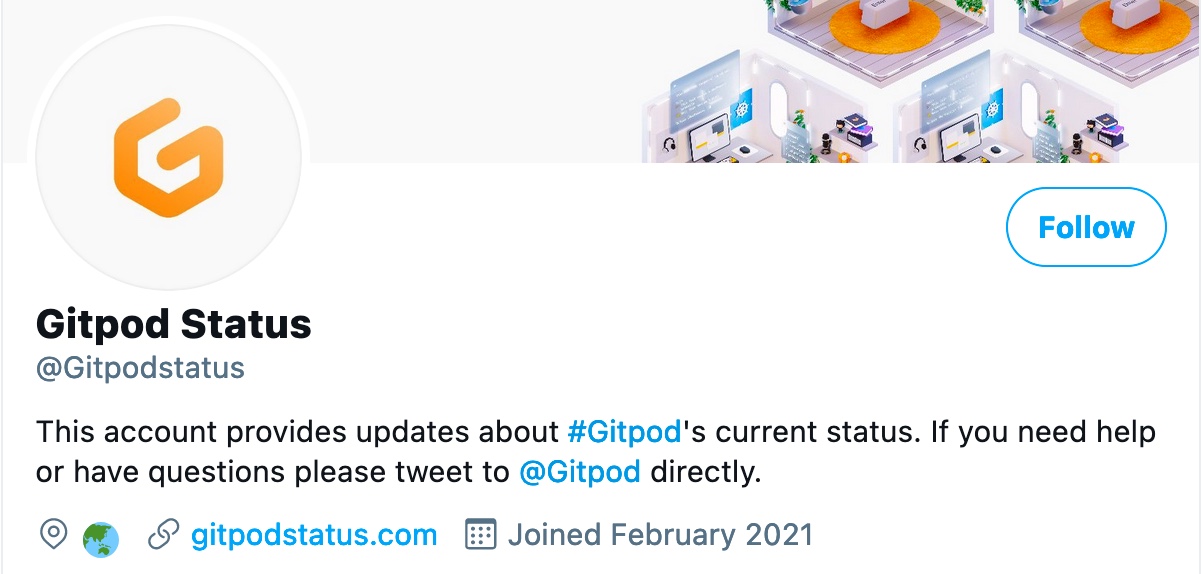 Follow
Gitpod Status
@Gitpodstatus
This account provides updates about #Gitpod's current status. If you need help
or have questions please tweet to @Gitpod directly.
gitpodstatus.com Joined February 2021